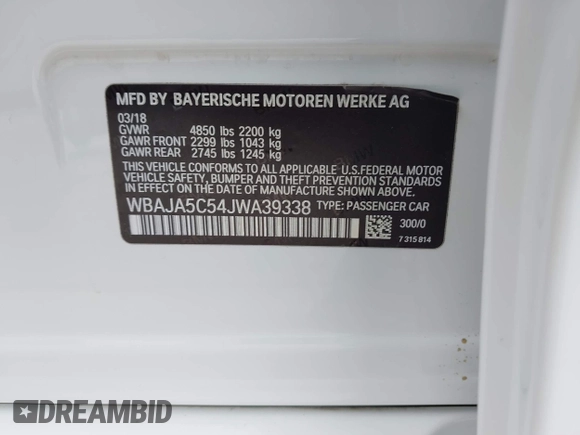 MFD BY BAYERISCHE MOTOREN WERKE AG
03/18
GVWR 4850 lbs 2200 kg
GAWR FRONT 2299 lbs 1043 kg
GAWR REAR 2745 lbs 1245 kg
THIS VEHICLE CONFORMS TO ALL APPLICABLE U.S.FEDERAL MOTOR
VEHICLE SAFETY, BUMPER AND THEFT PREVENTION STANDARDS
IN EFFECT ON THE DATE OF MANUFACTURE SHOWN ABOVE.
WBAJA5C54JWA39338 TYPE: PASSENGER CAR
300/0
7 315 814
DREAMBID